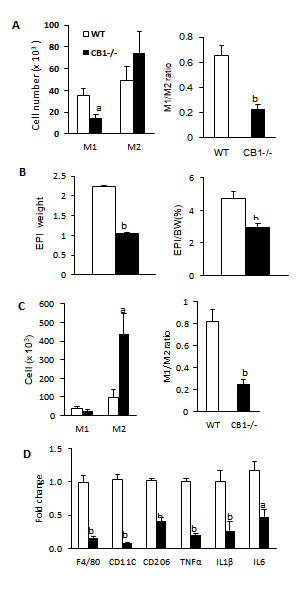 A
WT
CB1-/-
Cell number (x 10³)
100
80
60
40
20
0
a
M1 M2
M1/M2 ratio
0.8
0.6
0.4
0.2
0
b
WT CB1-/-
B
EPI weight
2.5
2
1.5
1
0.5
0
b
EPI/BW(%)
6
4
2
0
b
C
Cell (x 10³)
600
500
400
300
200
100
0
a
M1 M2
M1/M2 ratio
1
0.8
0.6
0.4
0.2
0
b
WT CB1-/-
D
Fold change
1.5
1.0
0.5
0.0
b b b b b a
F4/80 CD11C CD206 TNFα IL1β IL6